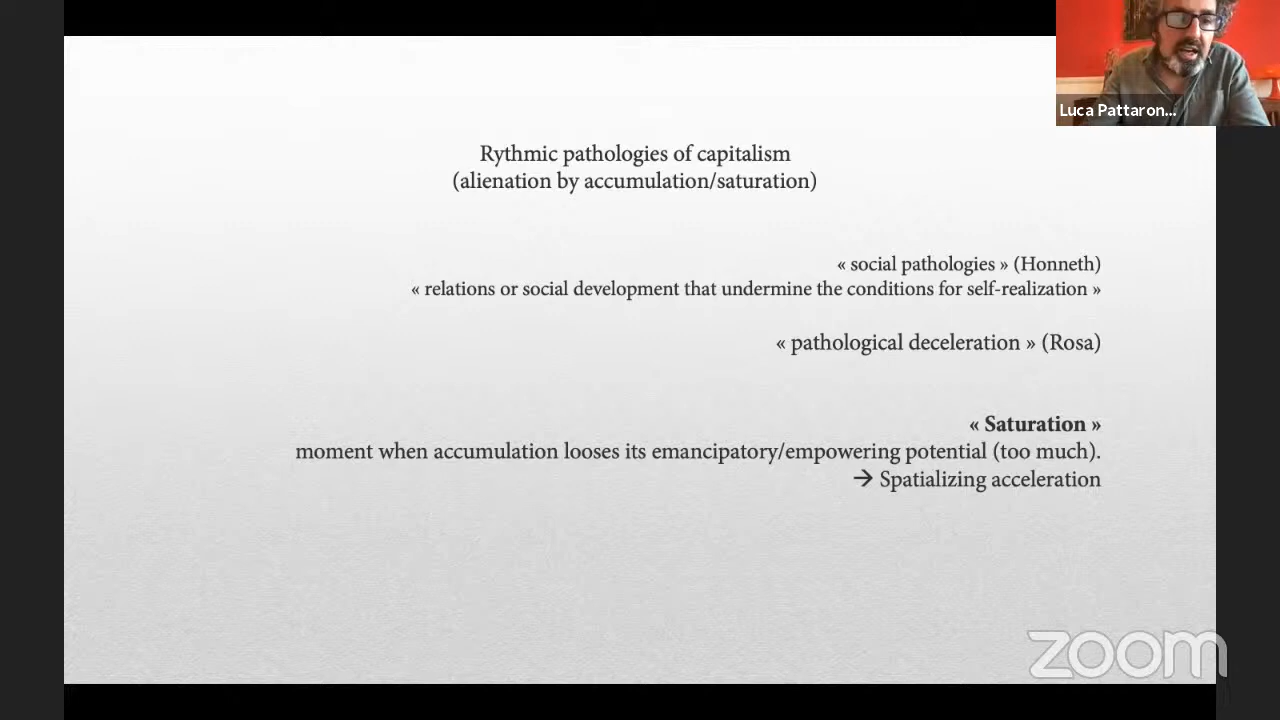 Luca Pattaron...
Rythmic pathologies of capitalism
(alienation by accumulation/saturation)
« social pathologies » (Honneth)
« relations or social development that undermine the conditions for self-realization »
« pathological deceleration » (Rosa)
« Saturation »
moment when accumulation looses its emancipatory/empowering potential (too much).
→ Spatializing acceleration
zoom